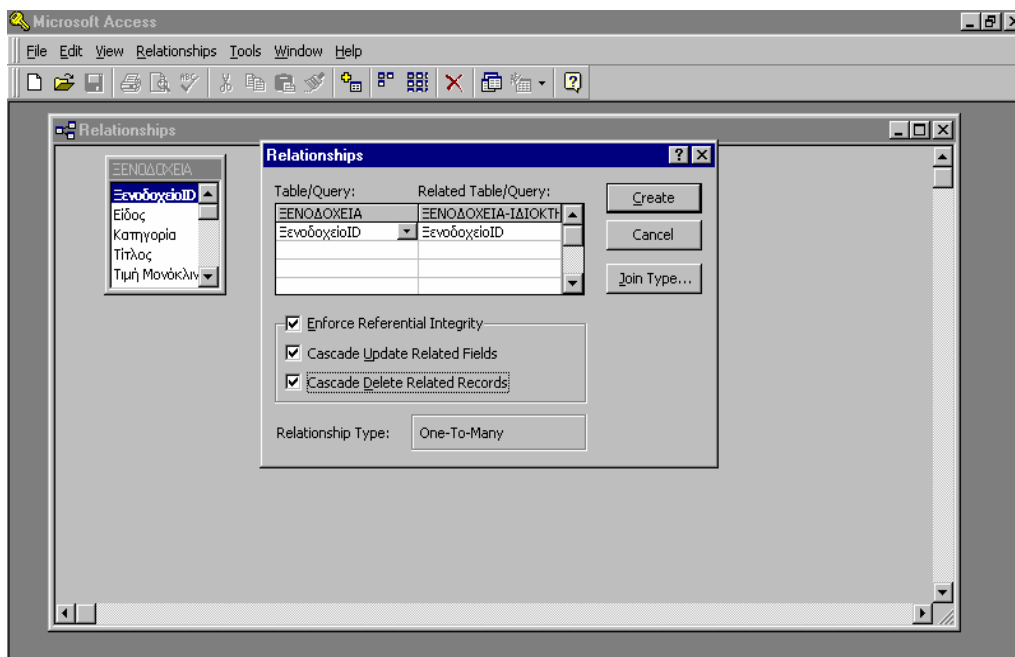 Microsoft Access
File Edit View Relationships Tools Window Help
Relationships
ΞΕΝΟΔΟΧΕΙΑ
ΞενοδοχείοID
Είδος
Κατηγορία
Τίτλος
Τιμή Μονόκλιν
Relationships
Table/Query: Related Table/Query:
ΞΕΝΟΔΟΧΕΙΑ ΞΕΝΟΔΟΧΕΙΑ-ΙΔΙΟΚΤΗ
ΞενοδοχείοID ΞενοδοχείοID
Create
Cancel
Join Type...
Enforce Referential Integrity
Cascade Update Related Fields
Cascade Delete Related Records
Relationship Type: One-To-Many